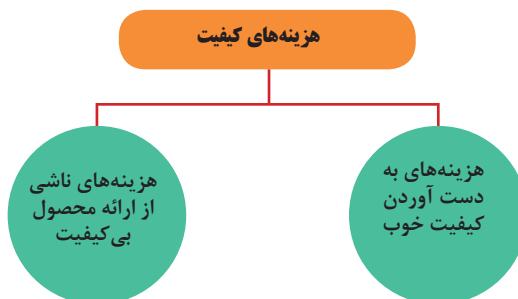 هزینه‌های کیفیت
هزینه‌های به
دست آوردن
کیفیت خوب
هزینه‌های ناشی
از ارائه محصول
بی‌کیفیت